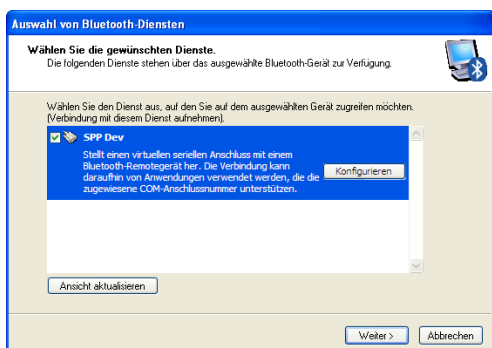 Auswahl von Bluetooth-Diensten
Wählen Sie die gewünschten Dienste.
Die folgenden Dienste stehen über das ausgewählte Bluetooth-Gerät zur Verfügung.
Wählen Sie den Dienst aus, auf den Sie auf dem ausgewählten Gerät zugreifen möchten.
(Verbindung mit diesem Dienst aufnehmen).
SPP Dev
Stellt einen virtuellen seriellen Anschluss mit einem
Bluetooth-Remotegerät her. Die Verbindung kann
daraufhin von Anwendungen verwendet werden, die die
zugewiesene COM-Anschlussnummer unterstützen.
Konfigurieren
Ansicht aktualisieren
Weiter >
Abbrechen